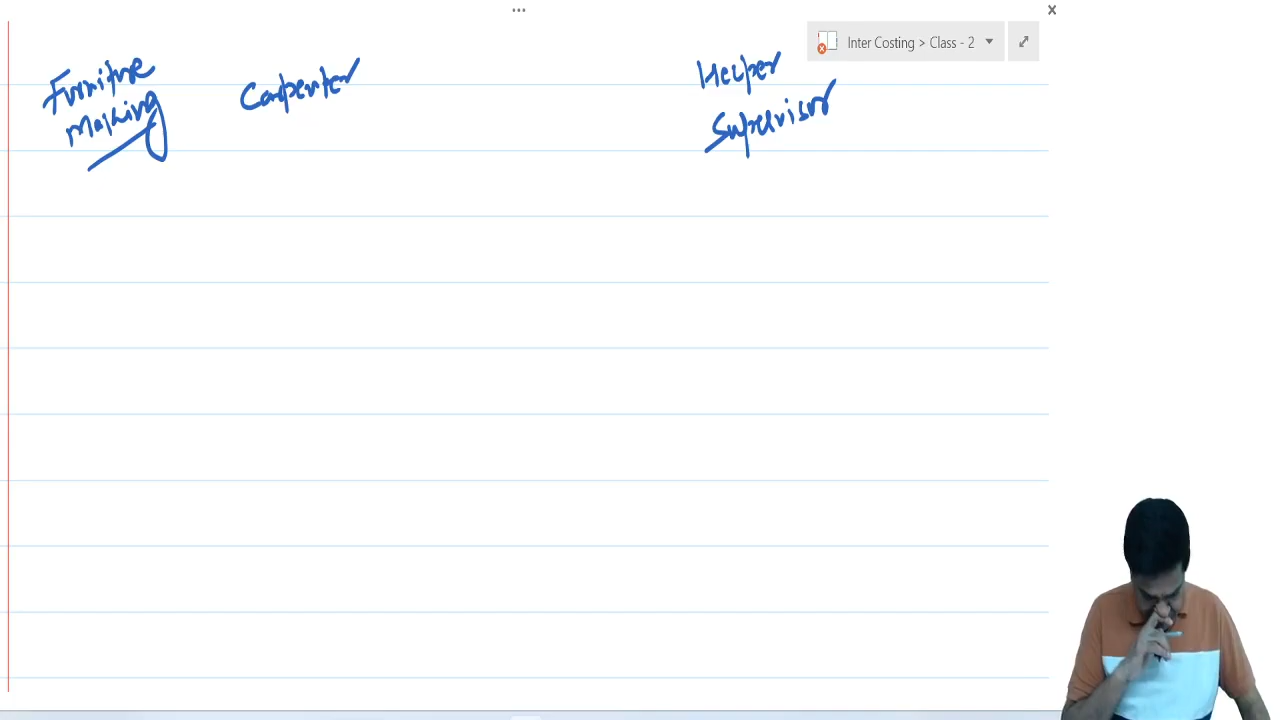 Inter Costing > Class - 2
Furniture
Making
Carpenter
Helper
Supervisor